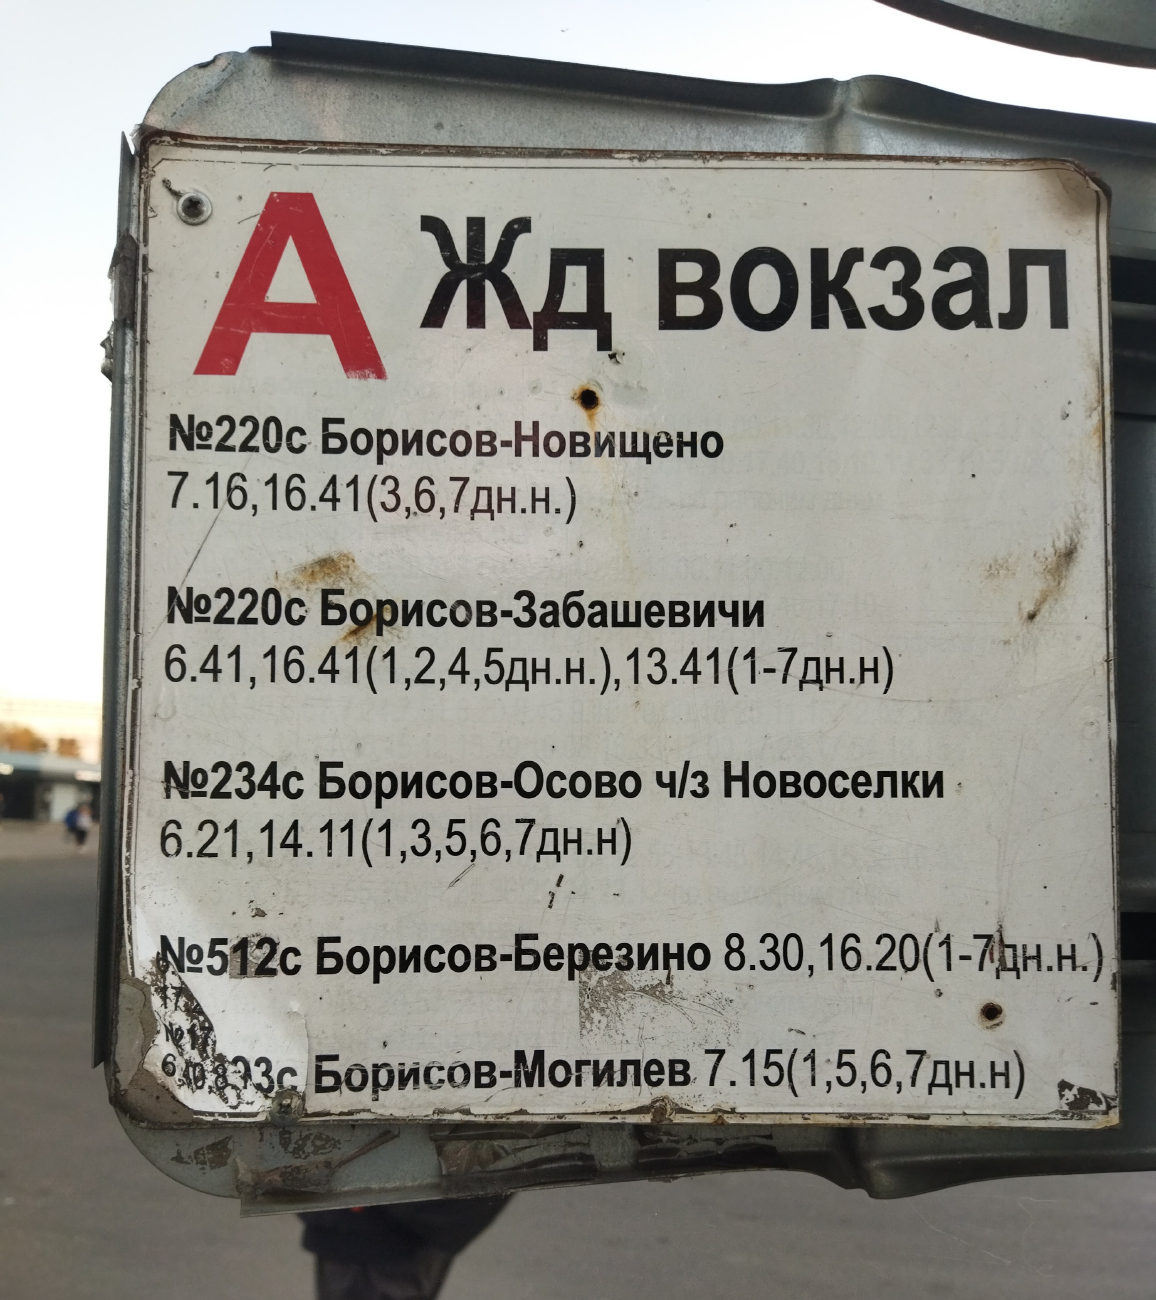 А Жд вокзал
№220с Борисов-Новищено
7.16,16.41(3,6,7дн.н.)
№220с Борисов-Забашевичи
6.41,16.41(1,2,4,5дн.н.),13.41(1-7дн.н)
№234с Борисов-Осово ч/з Новоселки
6.21,14.11(1,3,5,6,7дн.н)
№512с Борисов-Березино 8.30,16.20(1-7дн.н.)
Борисов-Могилев 7.15(1,5,6,7дн.н)